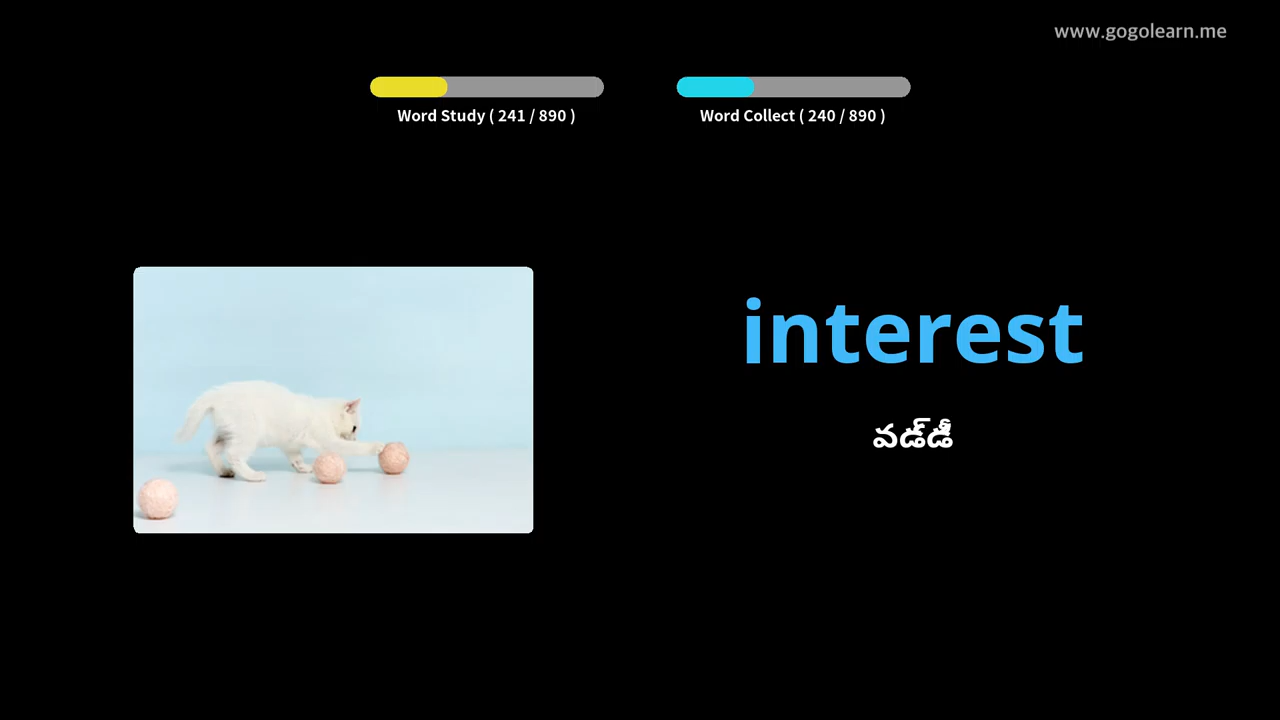 www.gogolearn.me
Word Study ( 241 / 890 )
Word Collect ( 240 / 890 )
interest
వడ్‌డీ